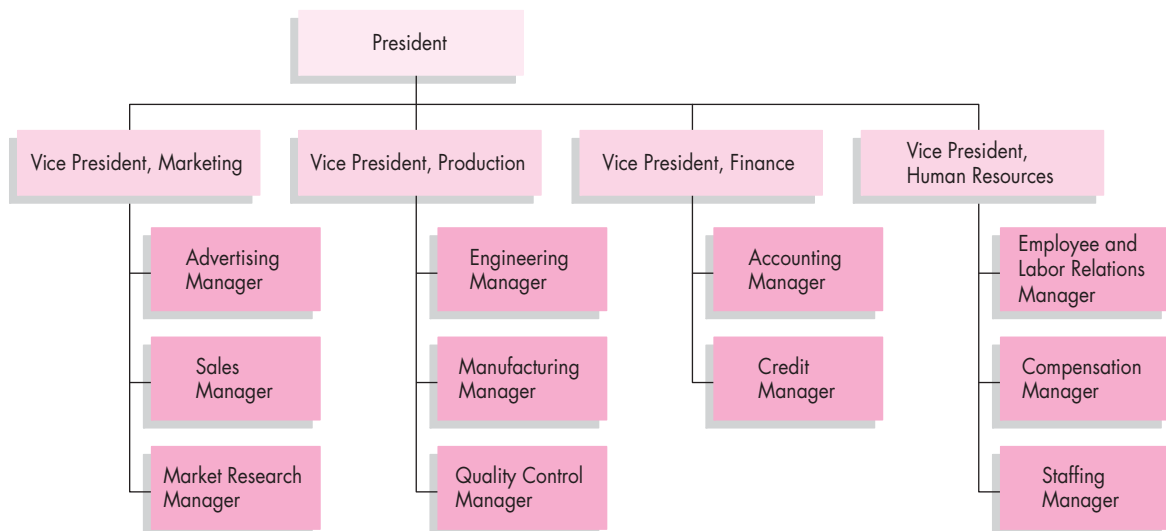 President
Vice President, Marketing
Vice President, Production
Vice President, Finance
Vice President,
Human Resources
Advertising
Manager
Sales
Manager
Market Research
Manager
Engineering
Manager
Manufacturing
Manager
Quality Control
Manager
Accounting
Manager
Credit
Manager
Employee and
Labor Relations
Manager
Compensation
Manager
Staffing
Manager